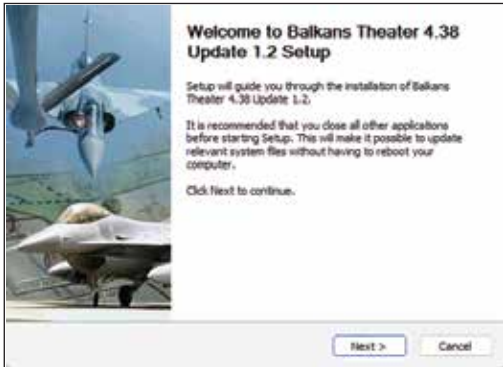 Welcome to Balkans Theater 4.38
Update 1.2 Setup
Setup will guide you through the installation of Balkans
Theater 4.38 Update 1.2.
It is recommended that you close all other applications
before starting Setup. This will make it possible to update
relevant system files without having to reboot your
computer.
Click Next to continue.
Next >
Cancel